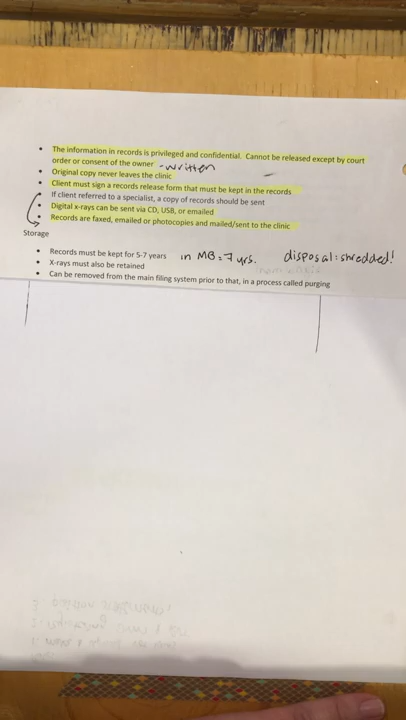 • The information in records is privileged and confidential. Cannot be released except by court
order or consent of the owner -written
• Original copy never leaves the clinic
• Client must sign a records release form that must be kept in the records
• If client referred to a specialist, a copy of records should be sent
• Digital x-rays can be sent via CD, USB, or emailed
• Records are faxed, emailed or photocopies and mailed/sent to the clinic
Storage
• Records must be kept for 5-7 years in MB = 7 yrs. disposal: shredded!
• X-rays must also be retained
• Can be removed from the main filing system prior to that, in a process called purging